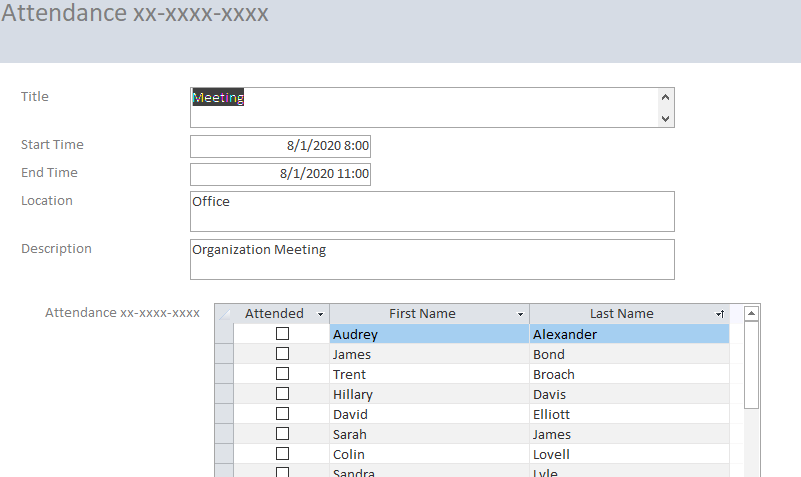 Attendance xx-xxxx-xxxx
Title Meeting
Start Time 8/1/2020 8:00
End Time 8/1/2020 11:00
Location Office
Description Organization Meeting
Attendance xx-xxxx-xxxx Attended First Name Last Name
Audrey Alexander
James Bond
Trent Broach
Hillary Davis
David Elliott
Sarah James
Colin Lovell
Sandra Lyle